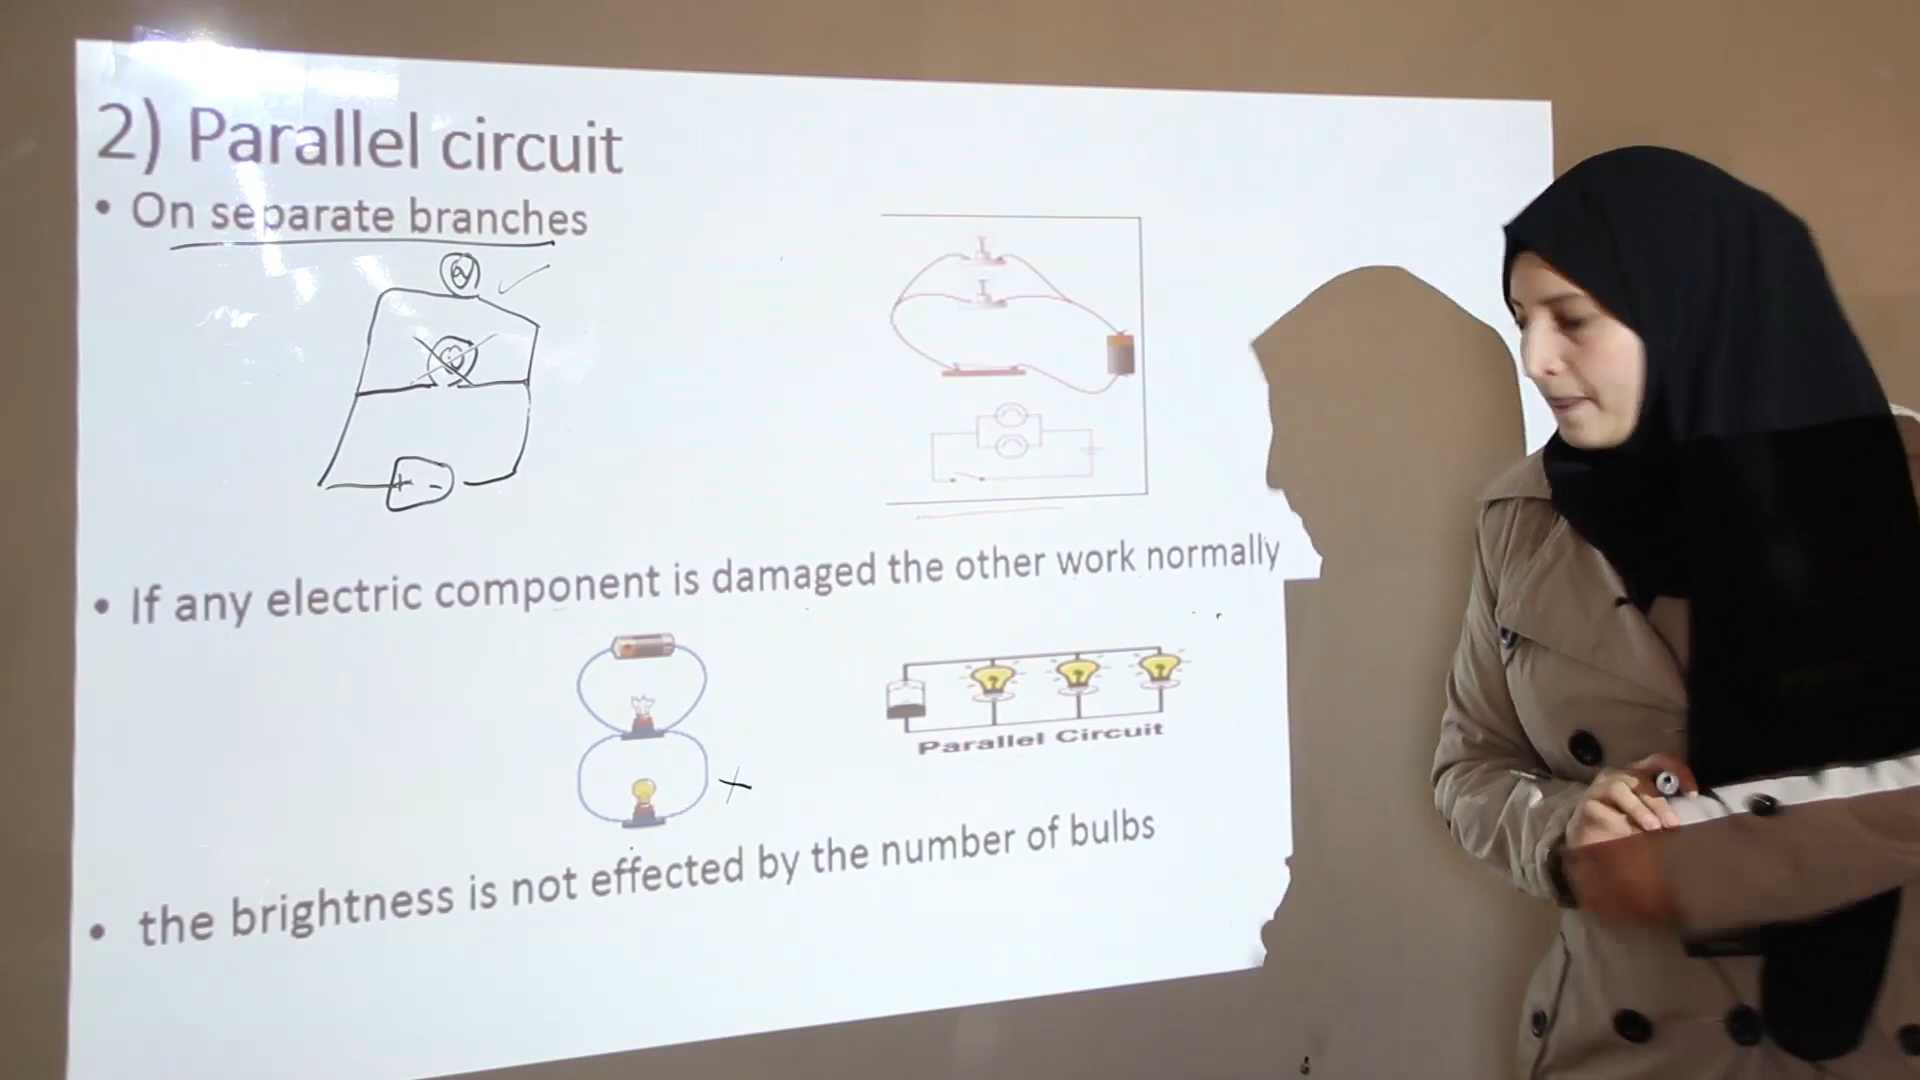 2) Parallel circuit
• On separate branches
+ -
• If any electric component is damaged the other work normally
Parallel Circuit
• the brightness is not effected by the number of bulbs